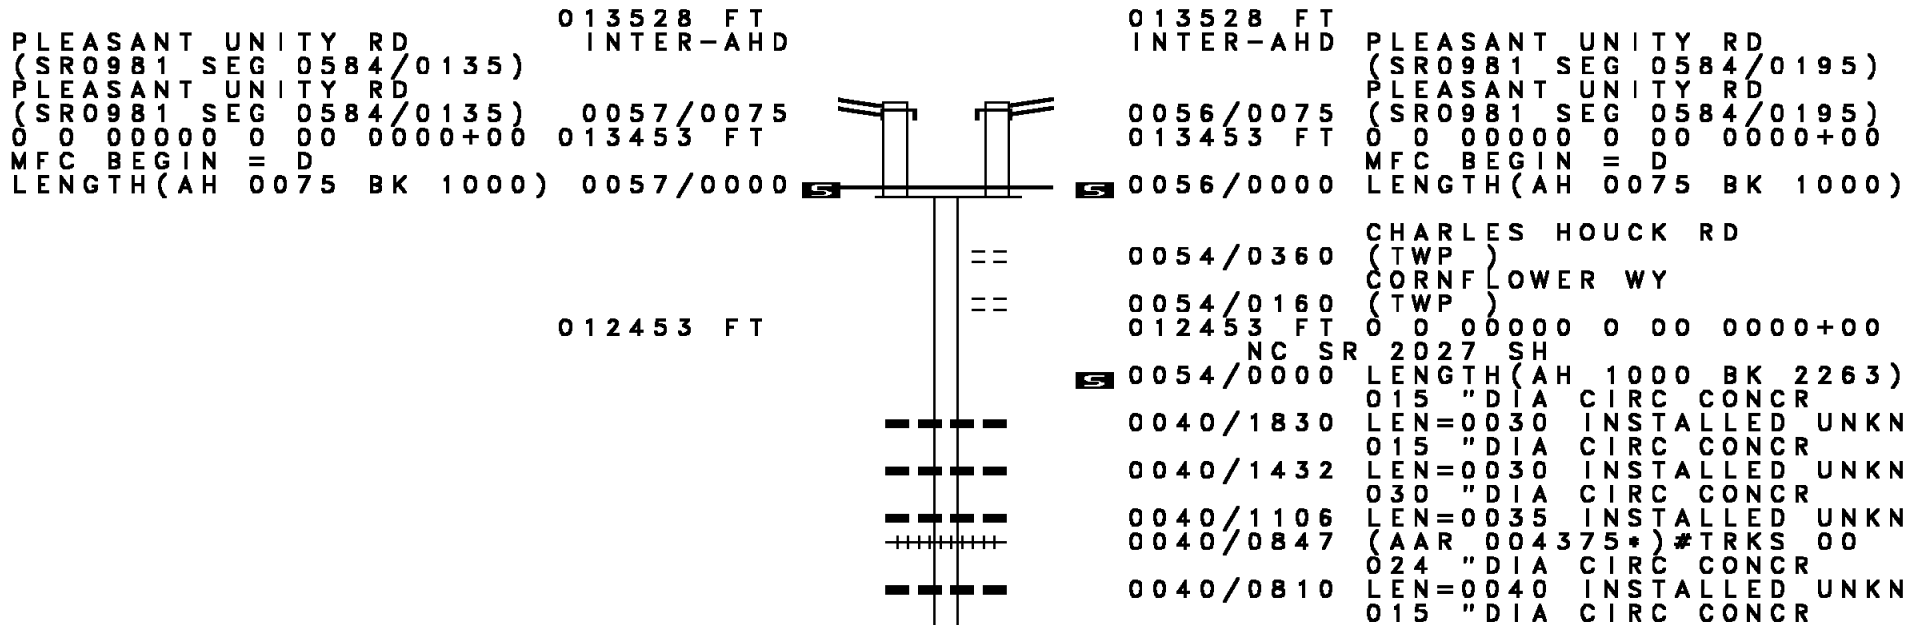 013528 FT
PLEASANT UNITY RD INTER-AHD
(SR0981 SEG 0584/0135)
PLEASANT UNITY RD
(SR0981 SEG 0584/0135) 0057/0075
0 0 00000 0 00 0000+00 013453 FT
MFC BEGIN = D
LENGTH(AH 0075 BK 1000) 0057/0000 S
012453 FT
013528 FT
INTER-AHD PLEASANT UNITY RD
(SR0981 SEG 0584/0195)
PLEASANT UNITY RD
0056/0075 (SR0981 SEG 0584/0195)
013453 FT 0 0 00000 0 00 0000+00
MFC BEGIN = D
S 0056/0000 LENGTH(AH 0075 BK 1000)
CHARLES HOUCK RD
0054/0360 (TWP )
CORNFLOWER WY
0054/0160 (TWP )
012453 FT 0 0 00000 0 00 0000+00
NC SR 2027 SH
S 0054/0000 LENGTH(AH 1000 BK 2263)
015 "DIA CIRC CONCR
0040/1830 LEN=0030 INSTALLED UNKN
015 "DIA CIRC CONCR
0040/1432 LEN=0030 INSTALLED UNKN
030 "DIA CIRC CONCR
0040/1106 LEN=0035 INSTALLED UNKN
0040/0847 (AAR 004375*)#TRKS 00
024 "DIA CIRC CONCR
0040/0810 LEN=0040 INSTALLED UNKN
015 "DIA CIRC CONCR